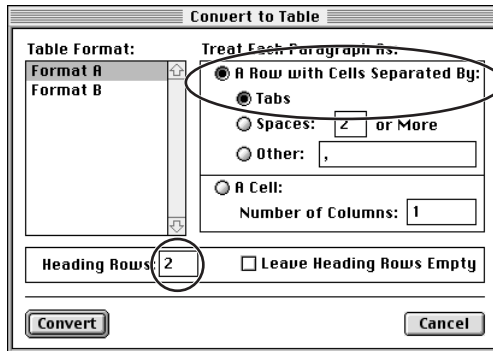 Convert to Table
Table Format:
Treat Each Paragraph As:
Format A
Format B
A Row with Cells Separated By:
Tabs
Spaces: 2 or More
Other: ,
A Cell:
Number of Columns: 1
Heading Rows: 2
Leave Heading Rows Empty
Convert
Cancel